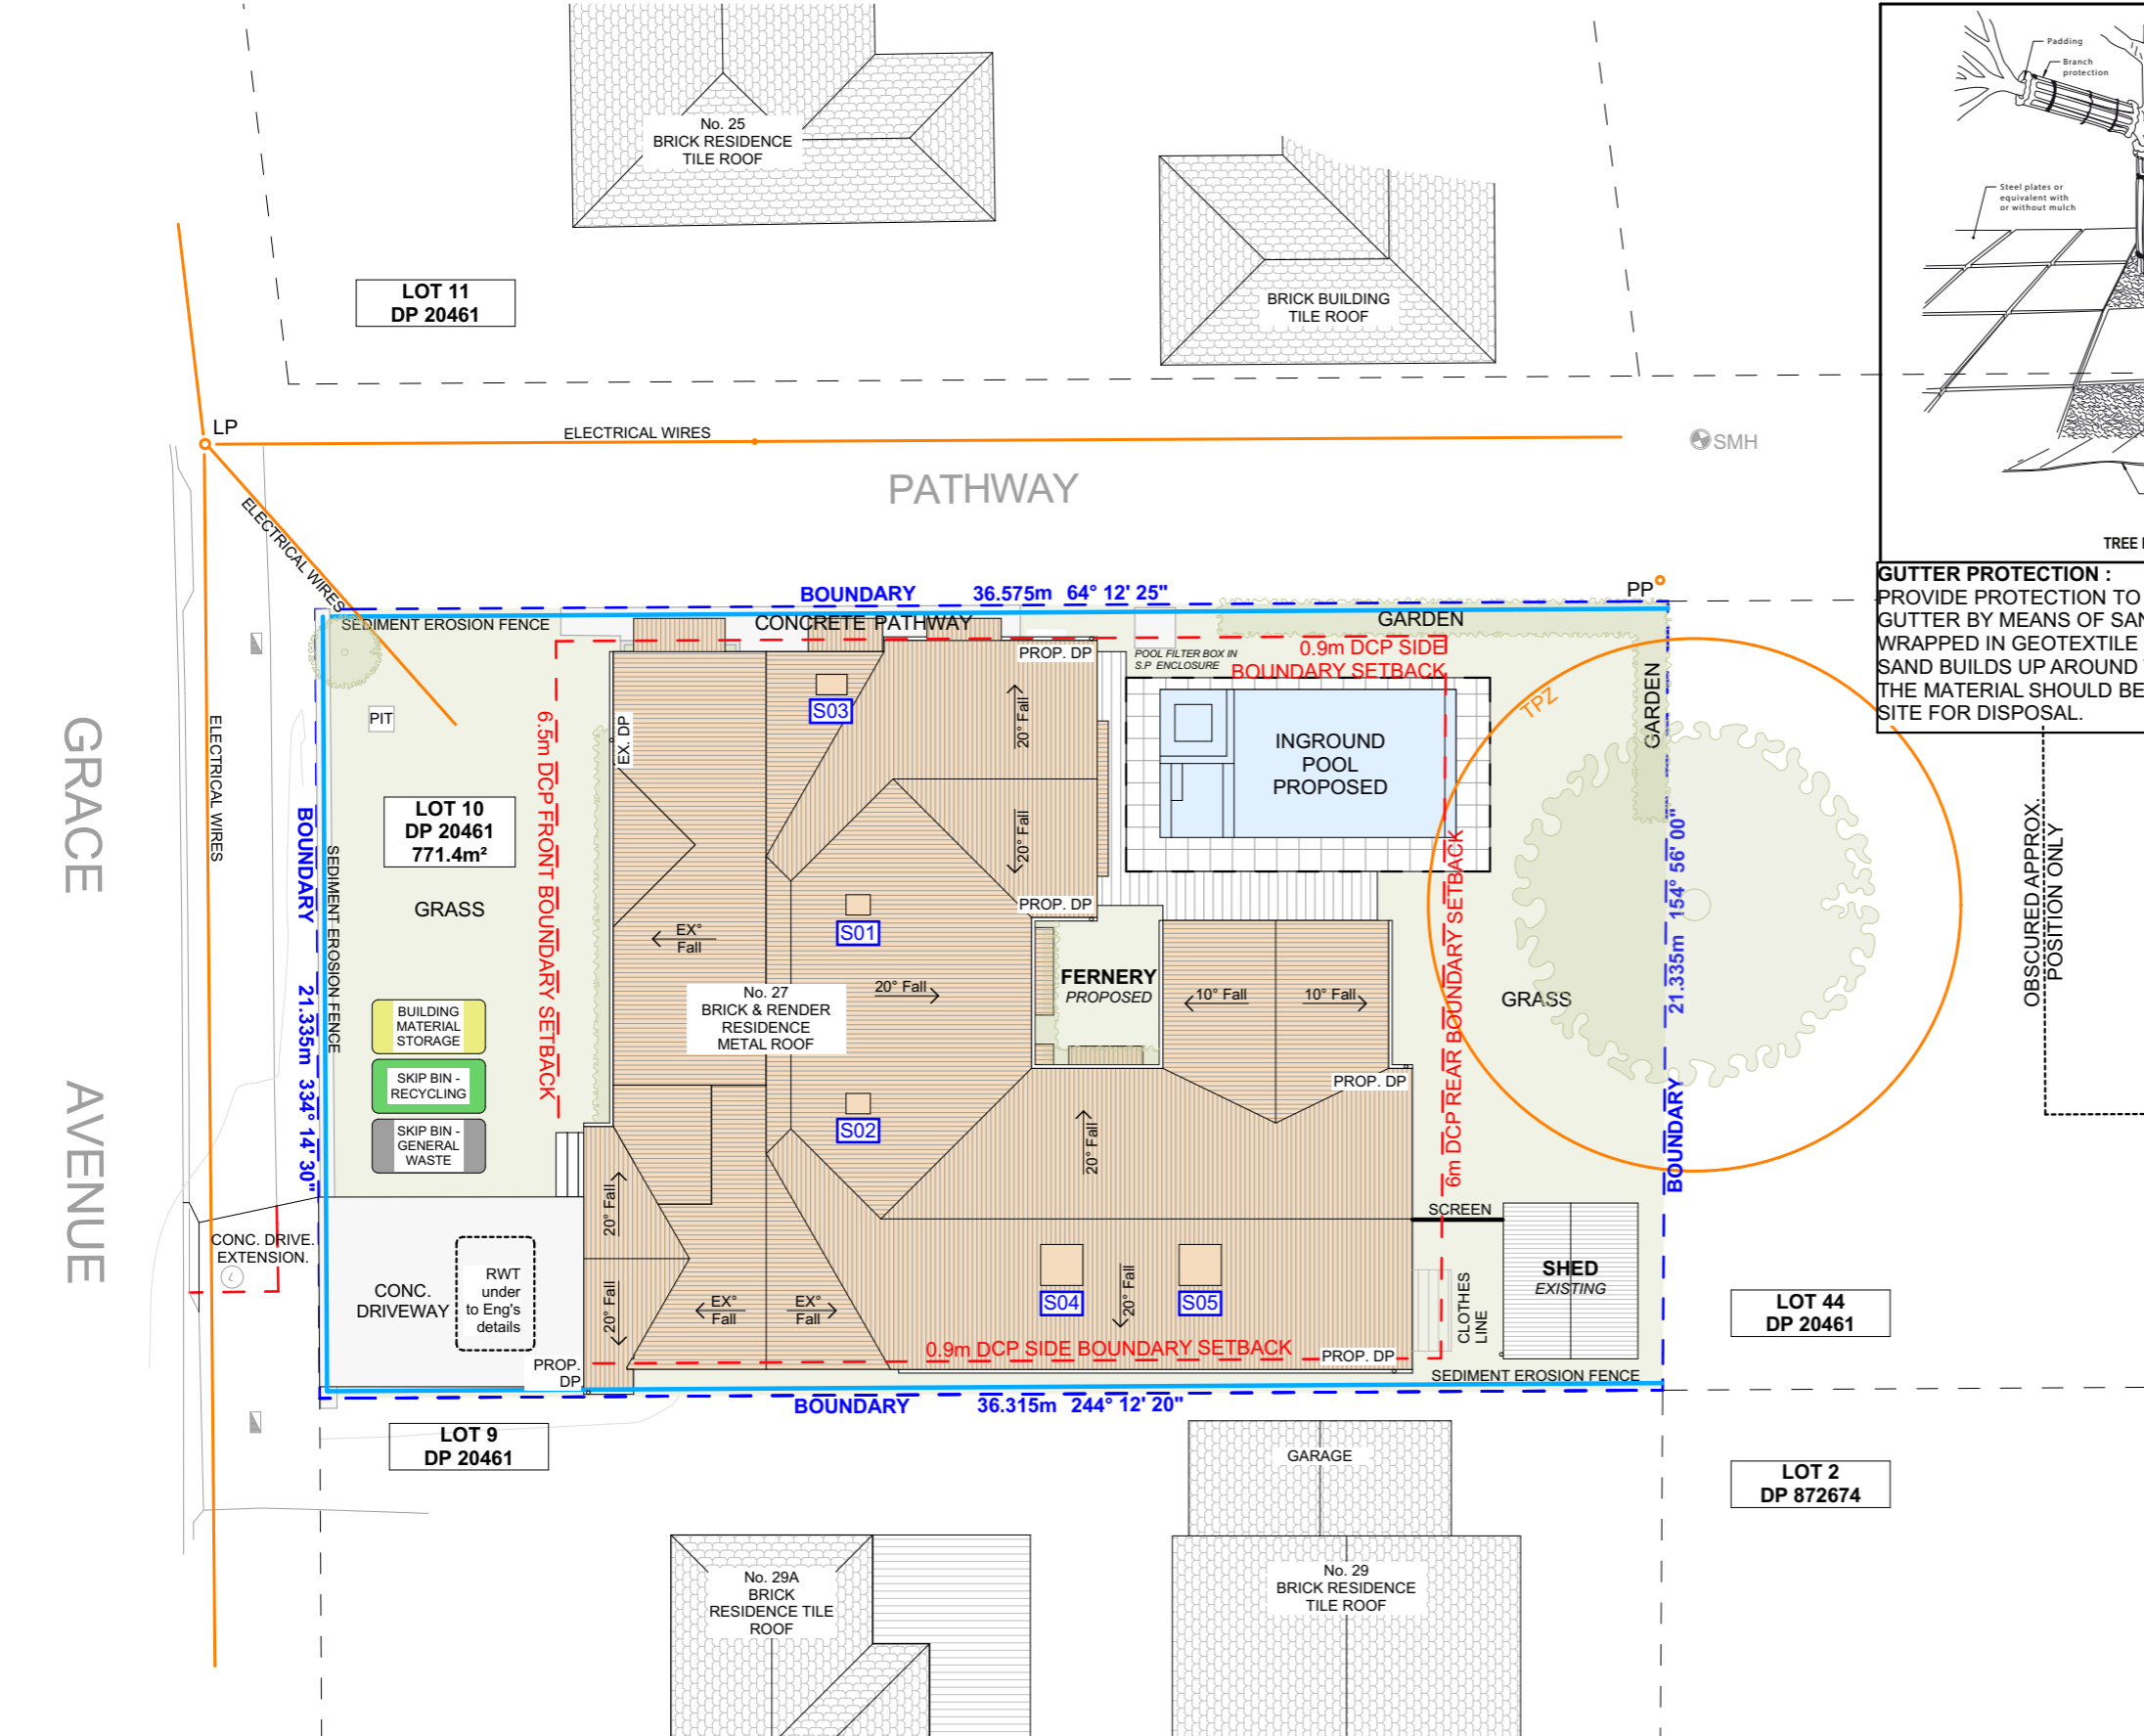 No. 25
BRICK RESIDENCE
TILE ROOF
Padding
Branch
protection
Steel plates or
equivalent with
or without mulch
LOT 11
DP 20461
BRICK BUILDING
TILE ROOF
LP
ELECTRICAL WIRES
SMH
PATHWAY
ELECTRICAL WIRES
TREE
GUTTER PROTECTION :
PROVIDE PROTECTION TO
GUTTER BY MEANS OF
WRAPPED IN GEOTEXTILE
SAND BUILDS UP AROUND
THE MATERIAL SHOULD BE
SITE FOR DISPOSAL.
BOUNDARY 36.575m 64° 12' 25"
PP
SEDIMENT EROSION FENCE
CONCRETE PATHWAY
GARDEN
PROP. DP
POOL FILTER BOX IN
S.P ENCLOSURE
0.9m DCP SIDE
BOUNDARY SETBACK
GARDEN
TPZ
PIT
S03
EX. DP
20° Fall
6.5m DCP FRONT BOUNDARY SETBACK
INGROUND
POOL
PROPOSED
GRACE
AVENUE
ELECTRICAL WIRES
BOUNDARY 21.335m 334° 14' 30"
SEDIMENT EROSION FENCE
LOT 10
DP 20461
771.4m²
GRASS
20° Fall
PROP. DP
S01
EX°
Fall
20° Fall
FERNERY
PROPOSED
10° Fall
10° Fall
6m DCP REAR BOUNDARY SETBACK
GRASS
BOUNDARY 21.335m 154° 56' 00"
OBSCURED APPROX.
POSITION ONLY
No. 27
BRICK & RENDER
RESIDENCE
METAL ROOF
BUILDING
MATERIAL
STORAGE
SKIP BIN -
RECYCLING
SKIP BIN -
GENERAL
WASTE
S02
PROP. DP
20° Fall
20° Fall
SCREEN
CONC. DRIVE.
EXTENSION.
L
CONC.
DRIVEWAY
RWT
under
to Eng's
details
20° Fall
EX°
Fall
EX°
Fall
S04
20° Fall
S05
CLOTHES
LINE
SHED
EXISTING
LOT 44
DP 20461
0.9m DCP SIDE BOUNDARY SETBACK
PROP. DP
PROP.
DP
SEDIMENT EROSION FENCE
BOUNDARY 36.315m 244° 12' 20"
LOT 9
DP 20461
GARAGE
LOT 2
DP 872674
No. 29A
BRICK
RESIDENCE TILE
ROOF
No. 29
BRICK RESIDENCE
TILE ROOF